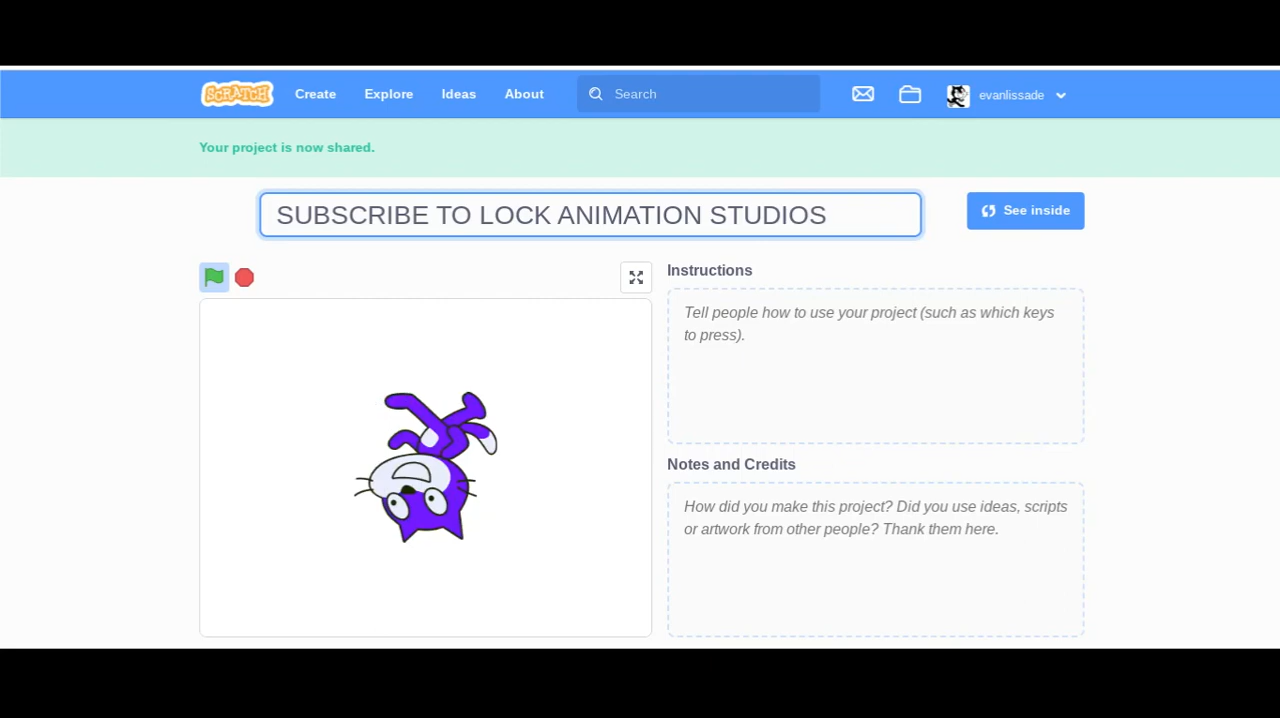 SCRATCH Create Explore Ideas About Search evanlissade
Your project is now shared.
SUBSCRIBE TO LOCK ANIMATION STUDIOS
See inside
Instructions
Tell people how to use your project (such as which keys
to press).
Notes and Credits
How did you make this project? Did you use ideas, scripts
or artwork from other people? Thank them here.